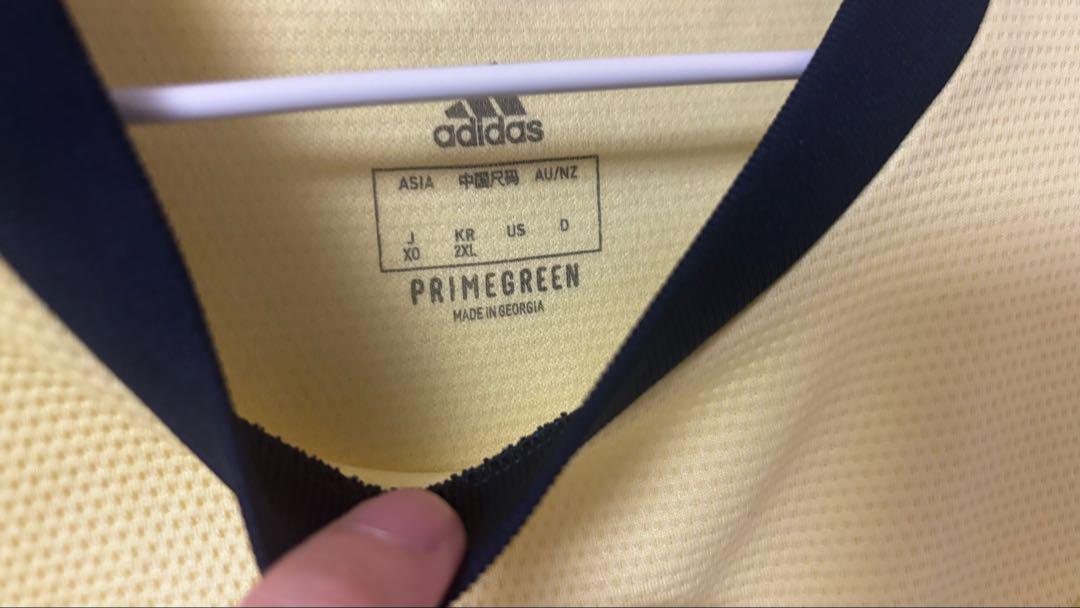 adidas
ASIA 中国尺码 AU/NZ
J KR US D
XO 2XL
PRIMEGREEN
MADE IN GEORGIA